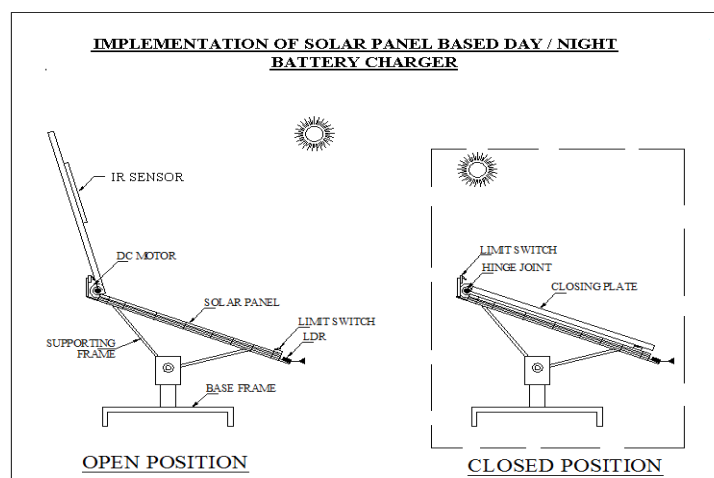 IMPLEMENTATION OF SOLAR PANEL BASED DAY / NIGHT
BATTERY CHARGER
IR SENSOR
DC MOTOR
SOLAR PANEL
LIMIT SWITCH
LDR
SUPPORTING
FRAME
BASE FRAME
OPEN POSITION
LIMIT SWITCH
HINGE JOINT
CLOSING PLATE
CLOSED POSITION